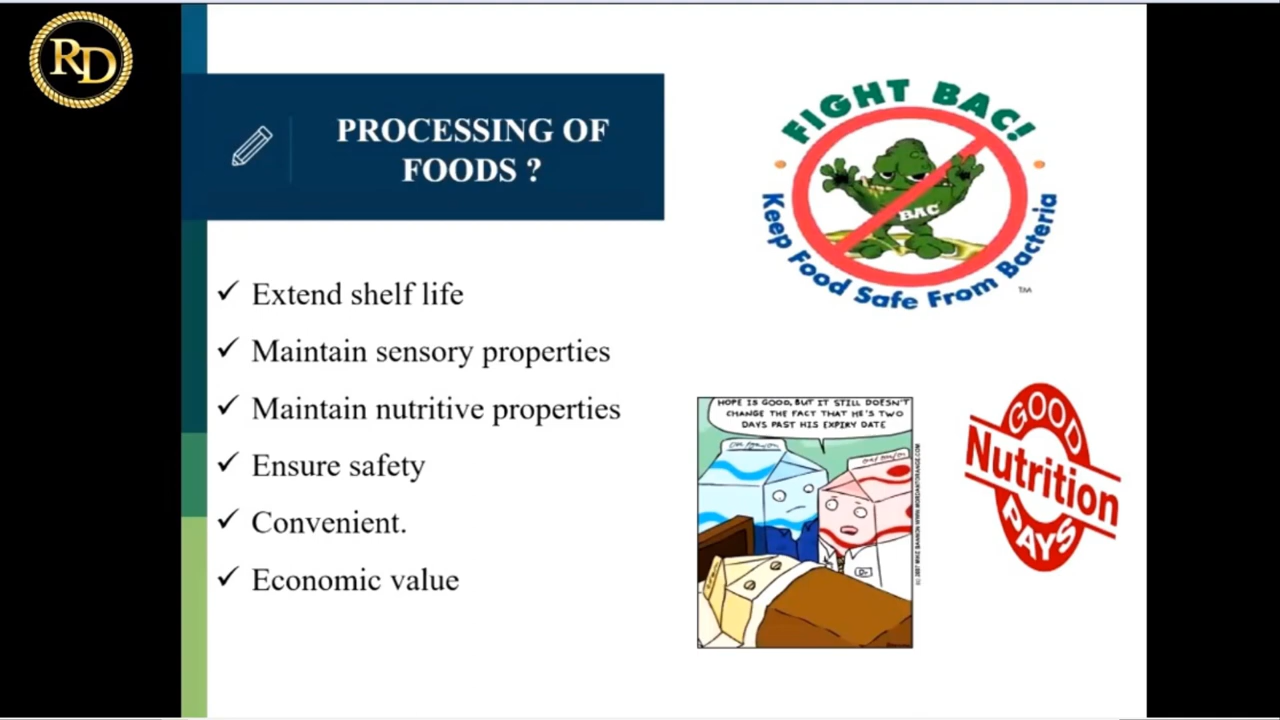 RD
PROCESSING OF
FOODS ?
Extend shelf life
Maintain sensory properties
Maintain nutritive properties
Ensure safety
Convenient.
Economic value
FIGHT BAC!
BAC
Keep Food Safe From Bacteria
TM
HOPE IS GOOD, BUT IT STILL DOESN'T
CHANGE THE FACT THAT HE'S TWO
DAYS PAST HIS EXPIRY DATE
GOOD
Nutrition
PAYS